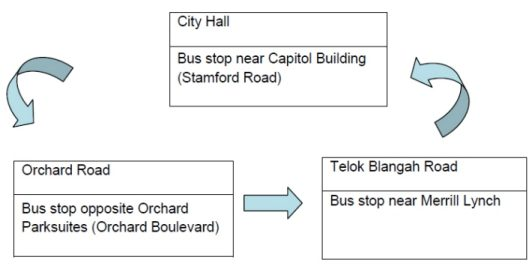 City Hall
Bus stop near Capitol Building
(Stamford Road)
Orchard Road
Bus stop opposite Orchard
Parksuites (Orchard Boulevard)
Telok Blangah Road
Bus stop near Merrill Lynch